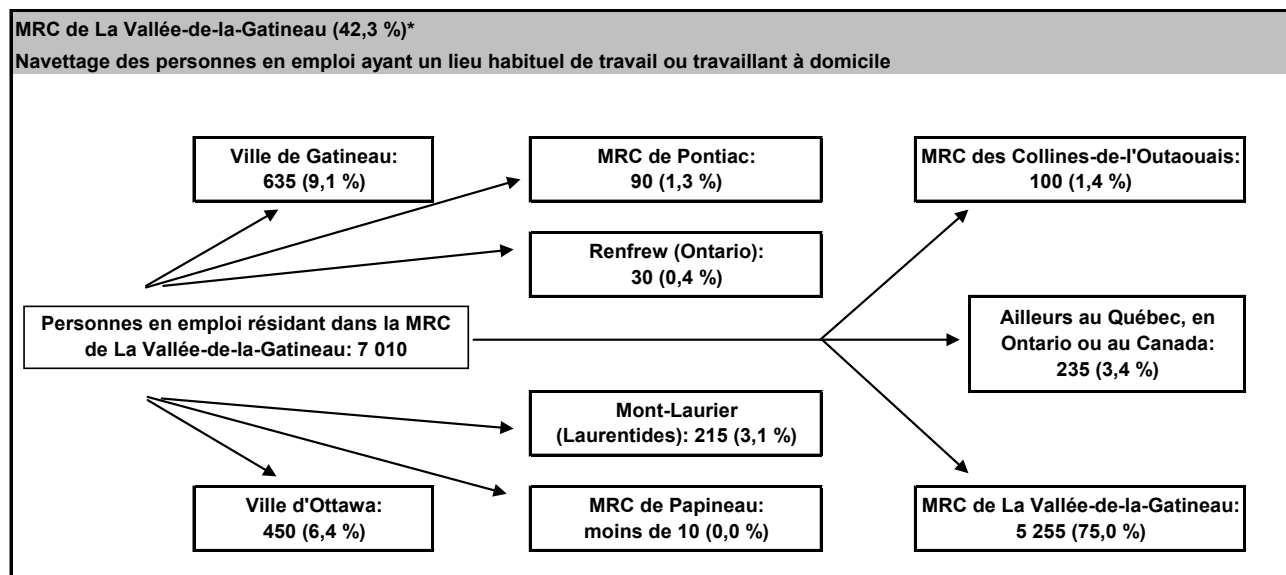 MRC de La Vallée-de-la-Gatineau (42,3 %)*
Navettage des personnes en emploi ayant un lieu habituel de travail ou travaillant à domicile
Ville de Gatineau:
635 (9,1 %)
MRC de Pontiac:
90 (1,3 %)
MRC des Collines-de-l'Outaouais:
100 (1,4 %)
Renfrew (Ontario):
30 (0,4 %)
Personnes en emploi résidant dans la MRC
de La Vallée-de-la-Gatineau: 7 010
Ailleurs au Québec, en
Ontario ou au Canada:
235 (3,4 %)
Mont-Laurier
(Laurentides): 215 (3,1 %)
Ville d'Ottawa:
450 (6,4 %)
MRC de Papineau:
moins de 10 (0,0 %)
MRC de La Vallée-de-la-Gatineau:
5 255 (75,0 %)